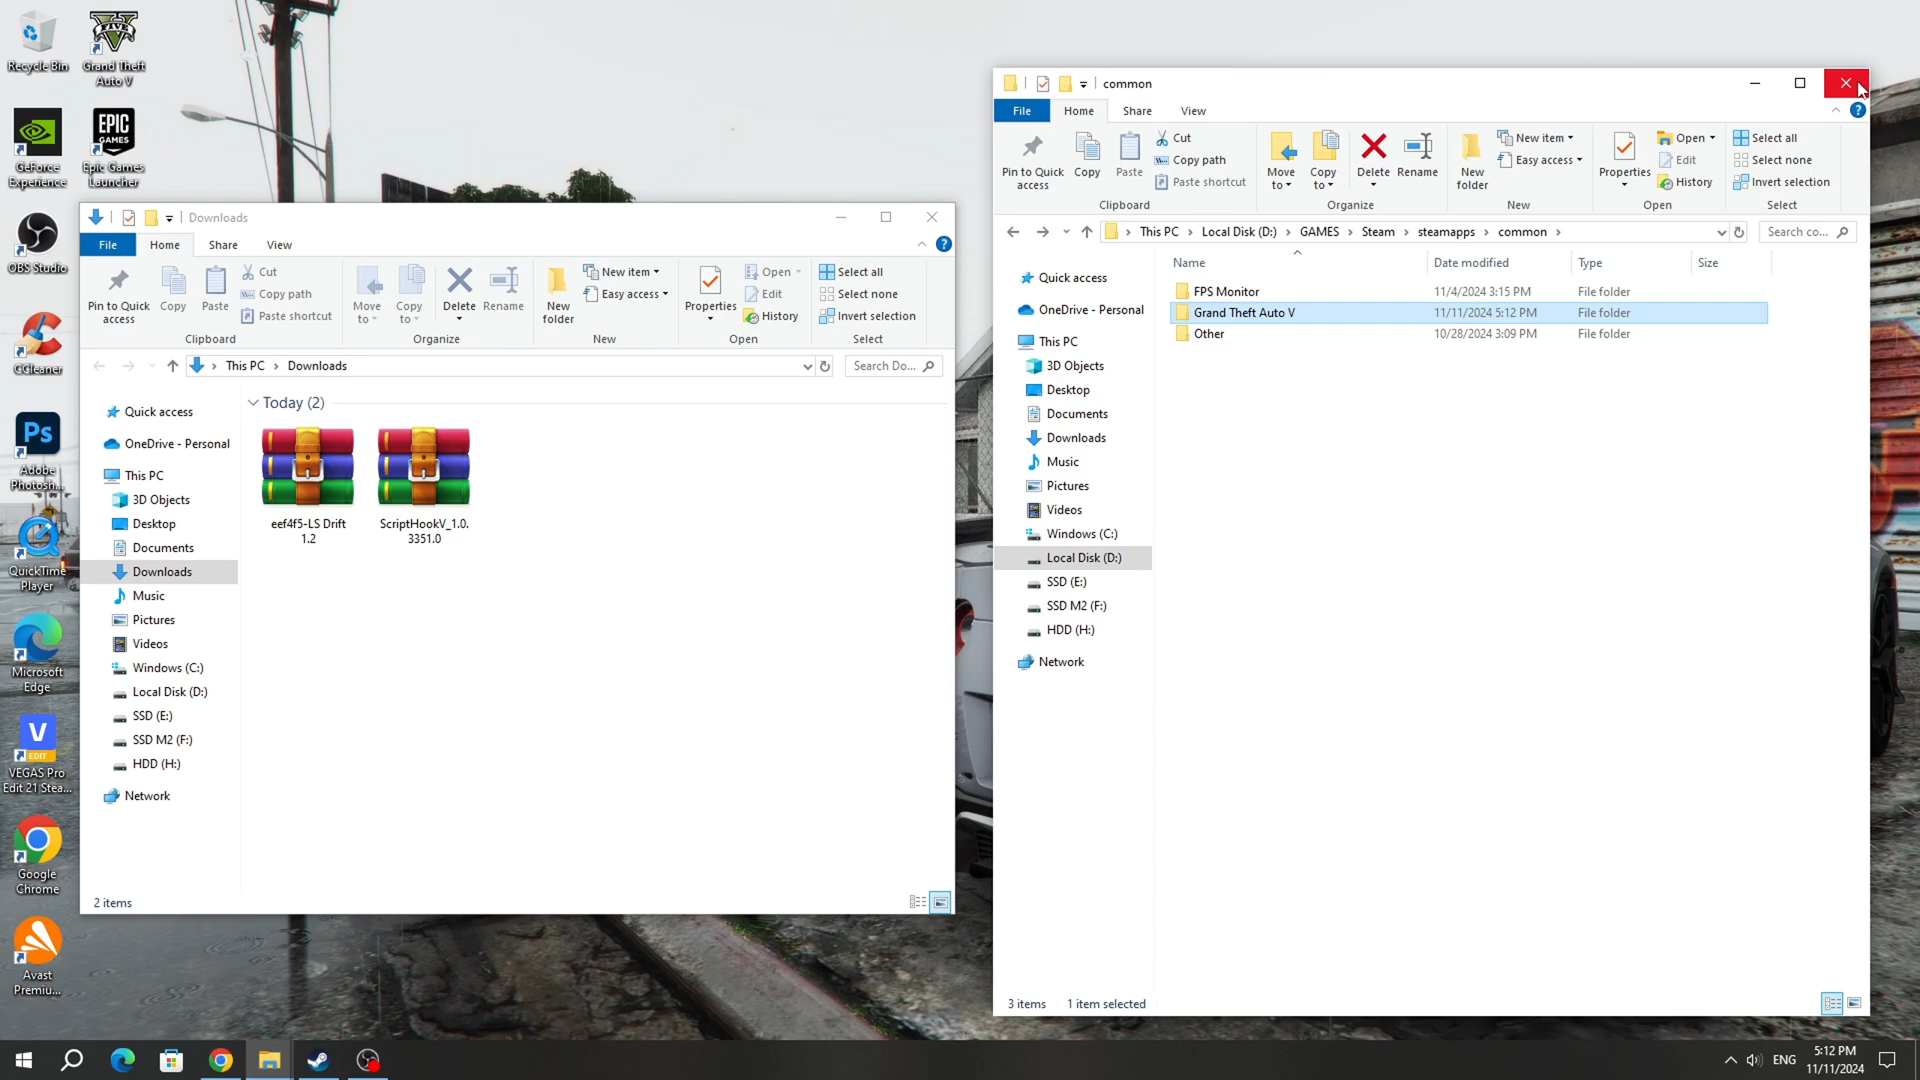 Recycle Bin
Grand Theft
Auto V
GeForce
Experience
Epic Games
Launcher
OBS Studio
CCleaner
Adobe
Photosh...
QuickTime
Player
Microsoft
Edge
VEGAS Pro
Edit 21 Stea...
Google
Chrome
Avast
Premiu...
FIVE
EPIC
GAMES
Ps
V
EDIT
Downloads
File
Home
Share
View
Pin to Quick
access
Copy
Paste
Cut
Copy path
Paste shortcut
Clipboard
Move
to
Copy
to
Delete
Rename
Organize
New
folder
New item
Easy access
New
Properties
Open
Edit
History
Open
Select all
Select none
Invert selection
Select
This PC
Downloads
Search Do...
Quick access
OneDrive - Personal
This PC
3D Objects
Desktop
Documents
Downloads
Music
Pictures
Videos
Windows (C:)
Local Disk (D:)
SSD (E:)
SSD M2 (F:)
HDD (H:)
Network
Today (2)
eef4f5-LS Drift
1.2
ScriptHookV_1.0.
3351.0
2 items
common
File
Home
Share
View
Pin to Quick
access
Copy
Paste
Cut
Copy path
Paste shortcut
Clipboard
Move
to
Copy
to
Delete
Rename
Organize
New
folder
New item
Easy access
New
Properties
Open
Edit
History
Open
Select all
Select none
Invert selection
Select
This PC
Local Disk (D:)
GAMES
Steam
steamapps
common
Search co...
Quick access
OneDrive - Personal
This PC
3D Objects
Desktop
Documents
Downloads
Music
Pictures
Videos
Windows (C:)
Local Disk (D:)
SSD (E:)
SSD M2 (F:)
HDD (H:)
Network
Name Date modified Type Size
FPS Monitor 11/4/2024 3:15 PM File folder
Grand Theft Auto V 11/11/2024 5:12 PM File folder
Other 10/28/2024 3:09 PM File folder
3 items 1 item selected
ENG
5:12 PM
11/11/2024